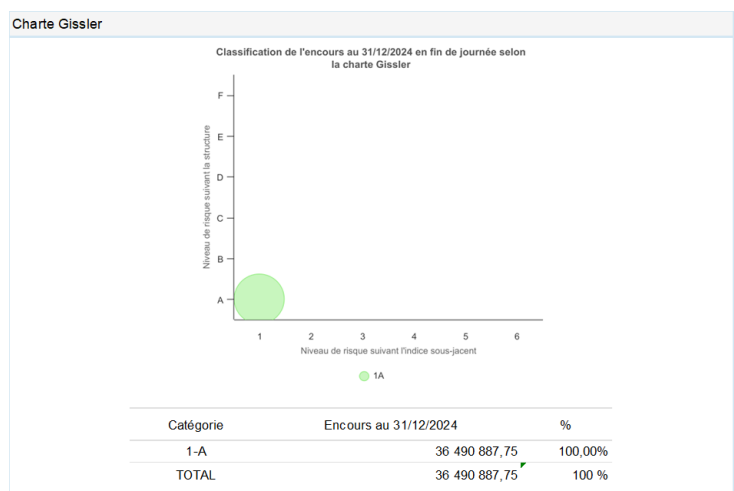 Charte Gissler
Classification de l'encours au 31/12/2024 en fin de journée selon
la charte Gissler
Niveau de risque suivant la structure
F
E
D
C
B
A
1 2 3 4 5 6
Niveau de risque suivant l'indice sous-jacent
1A
Catégorie Encours au 31/12/2024 %
1-A 36 490 887,75 100,00%
TOTAL 36 490 887,75 100 %